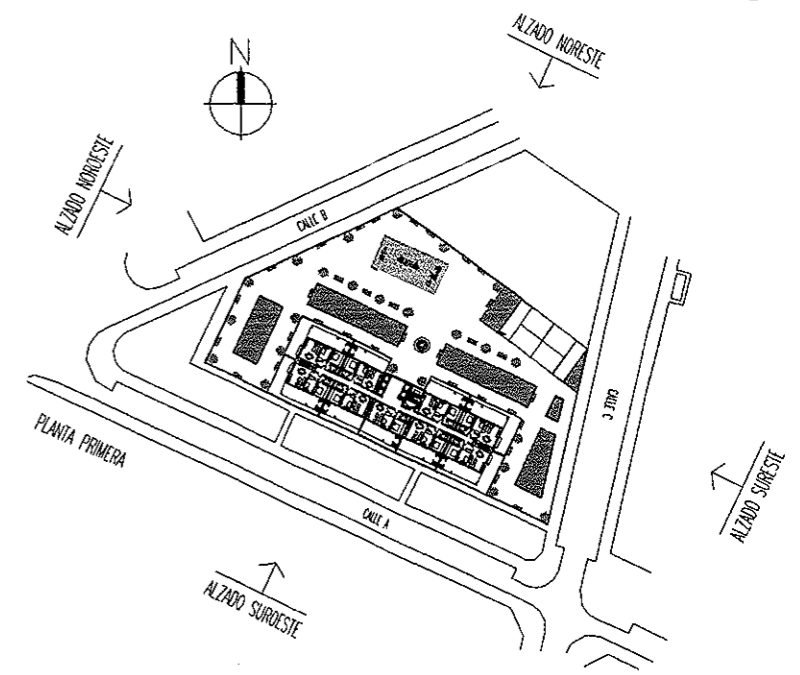 ALZADO NORESTE
N
ALZADO NOROESTE
CALLE B
CALLE C
PLANTA PRIMERA
CALLE A
ALZADO SURESTE
ALZADO SUROESTE